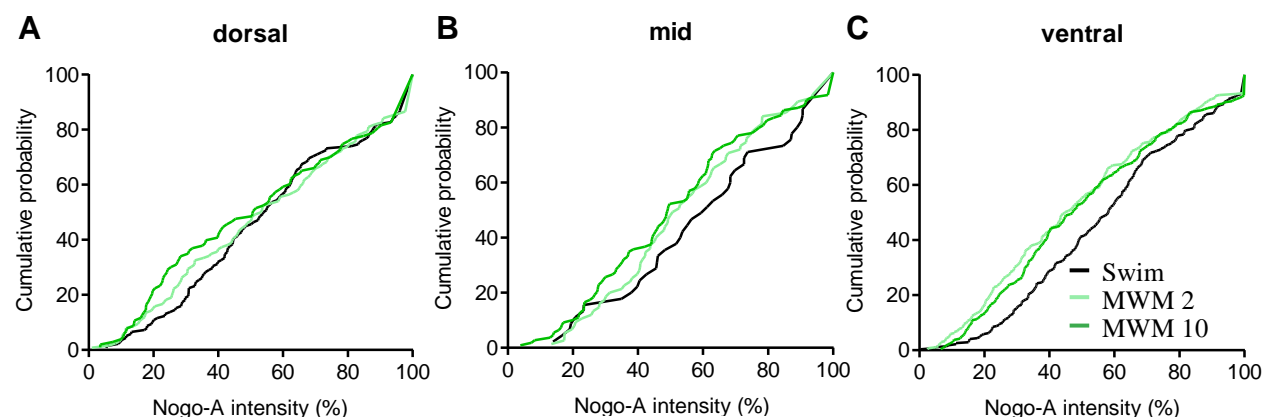 A
dorsal
Cumulative probability
100
80
60
40
20
0
0 20 40 60 80 100
Nogo-A intensity (%)
B
mid
Cumulative probability
100
80
60
40
20
0
0 20 40 60 80 100
Nogo-A intensity (%)
C
ventral
Cumulative probability
100
80
60
40
20
0
0 20 40 60 80 100
Nogo-A intensity (%)
Swim
MWM 2
MWM 10